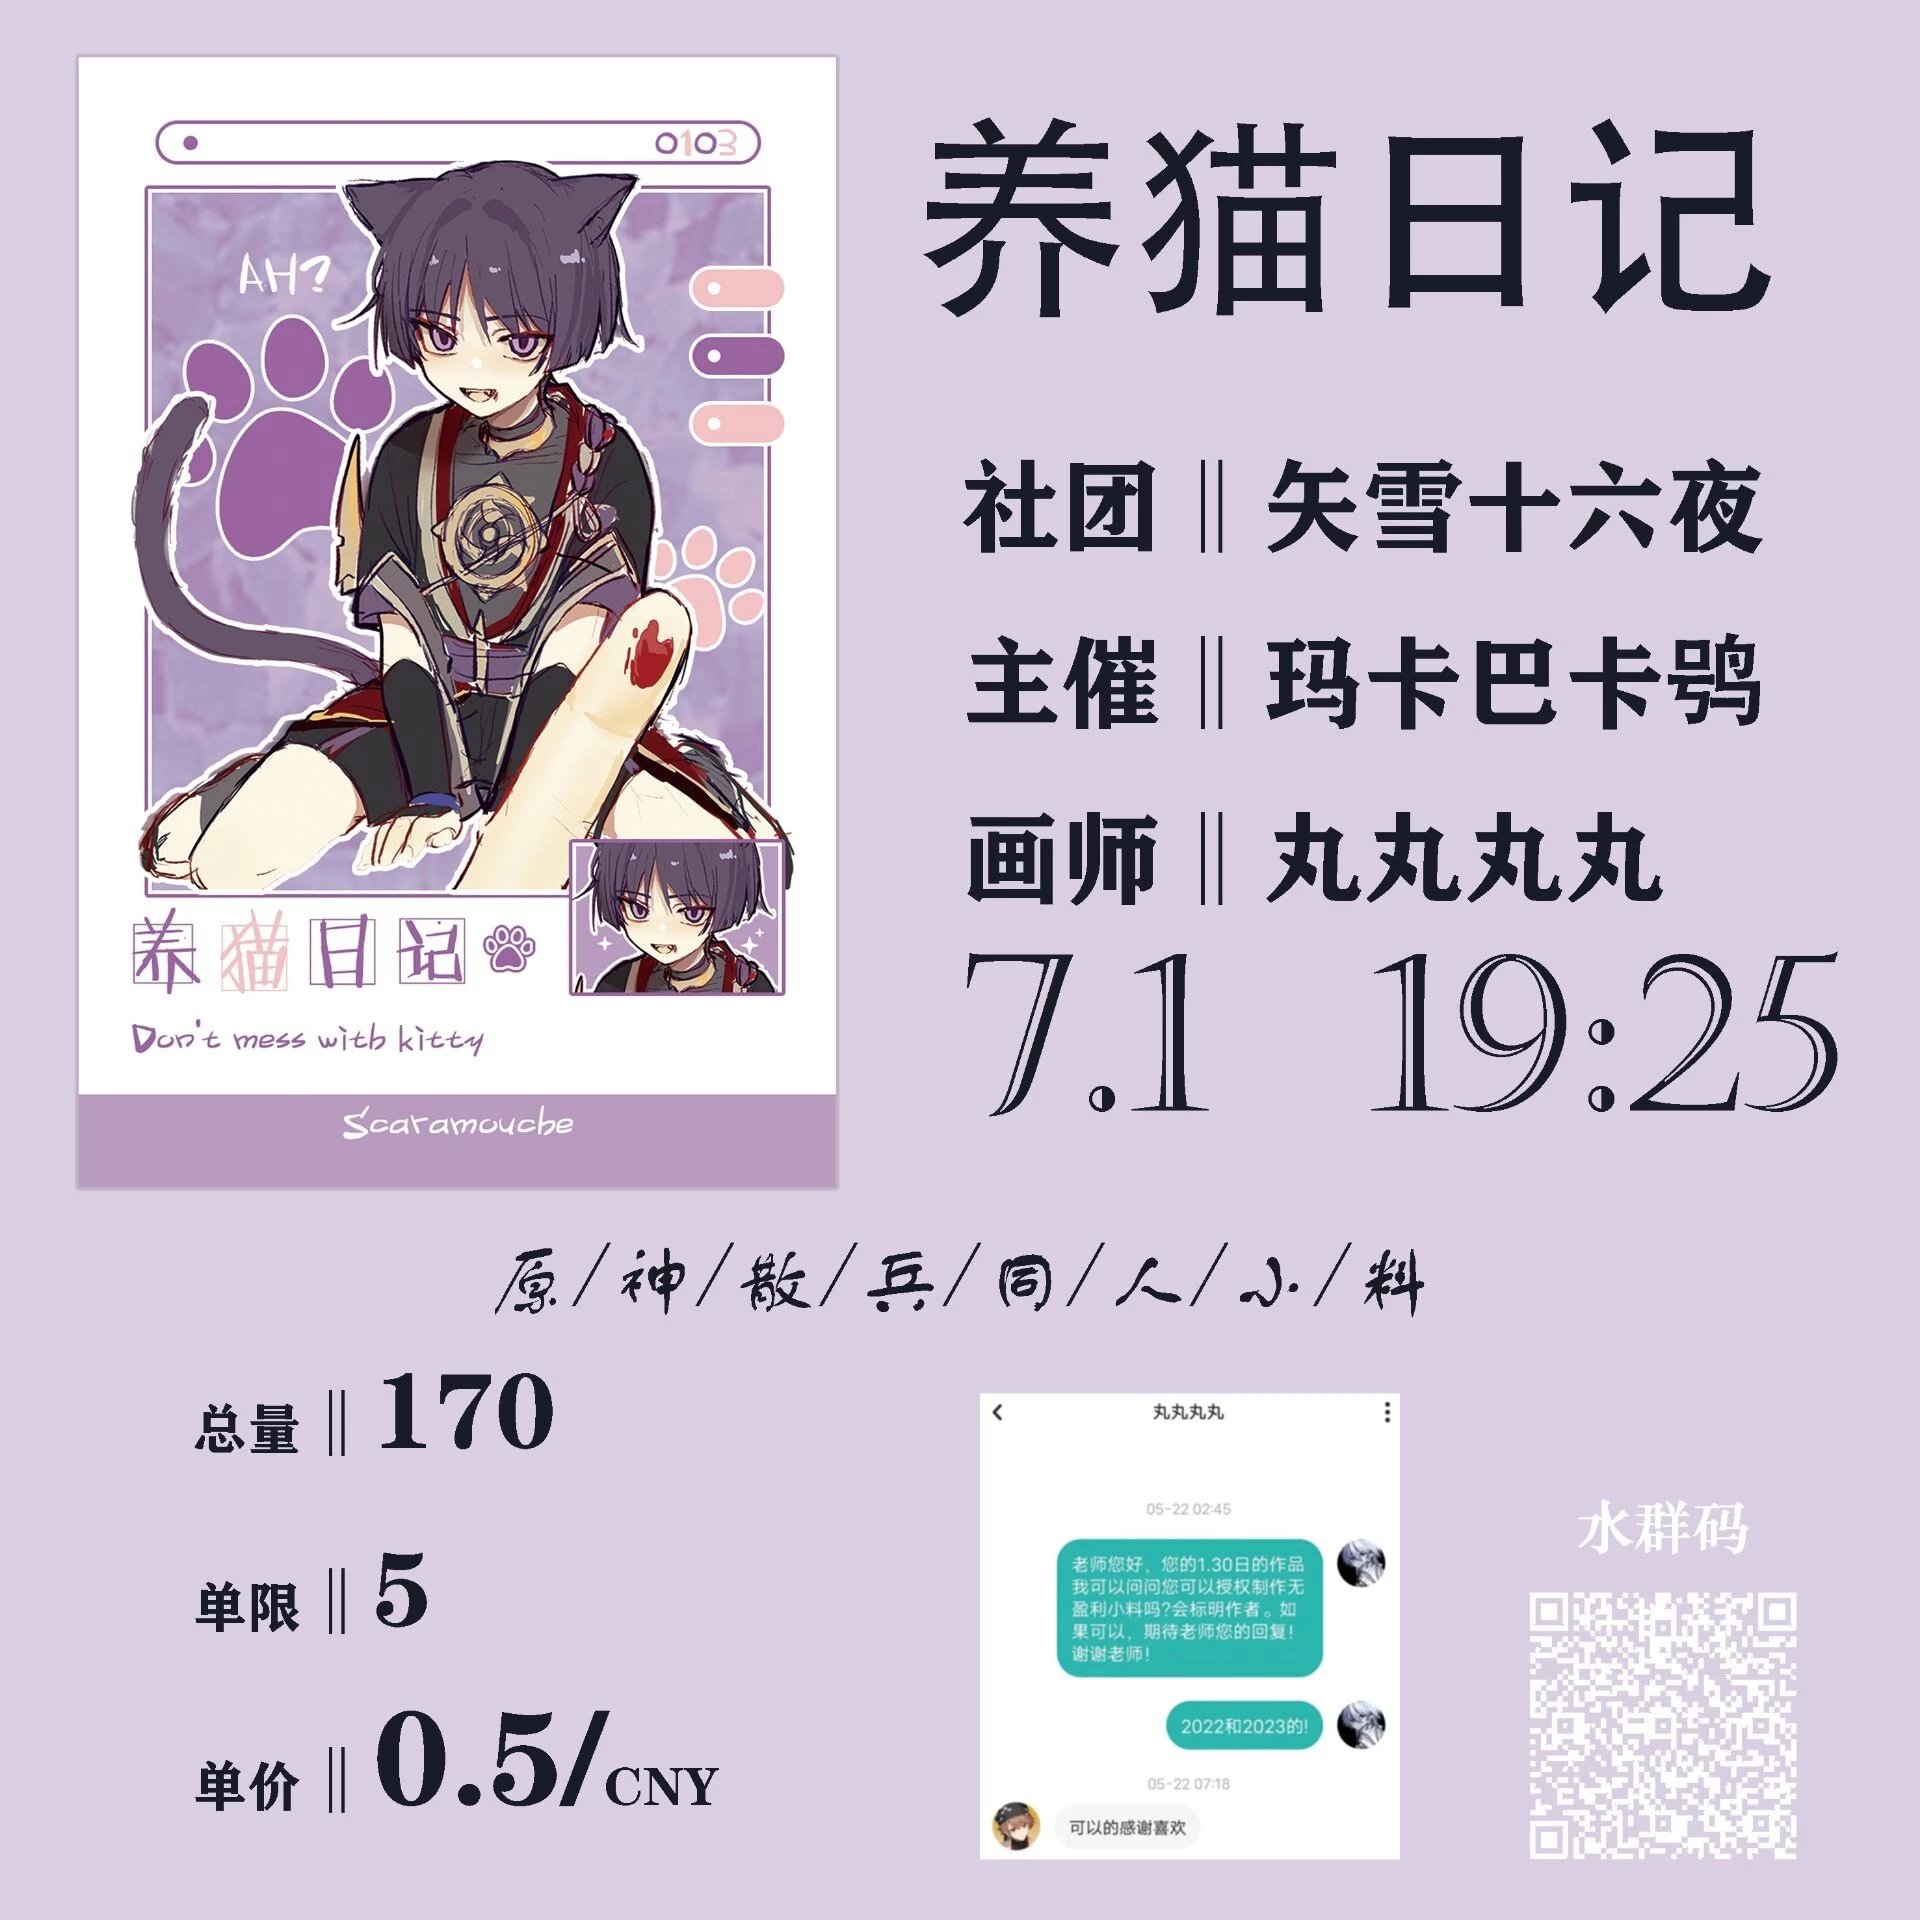 0103
AH?
养猫日记
Don't mess with kitty
Scaramouche
养猫日记
社团 || 矢雪十六夜
主催 || 玛卡巴卡鸮
画师 || 丸丸丸丸
7.1 19:25
原/神/散/兵/同/人/小/料
总量 || 170
单限 || 5
单价 || 0.5/CNY
丸丸丸丸
05-22 02:45
老师您好，您的1.30日的作品
我可以问问您可以授权制作无
盈利小料吗?会标明作者。如
果可以，期待老师您的回复!
谢谢老师!
2022和2023的!
05-22 07:18
可以的感谢喜欢
水群码